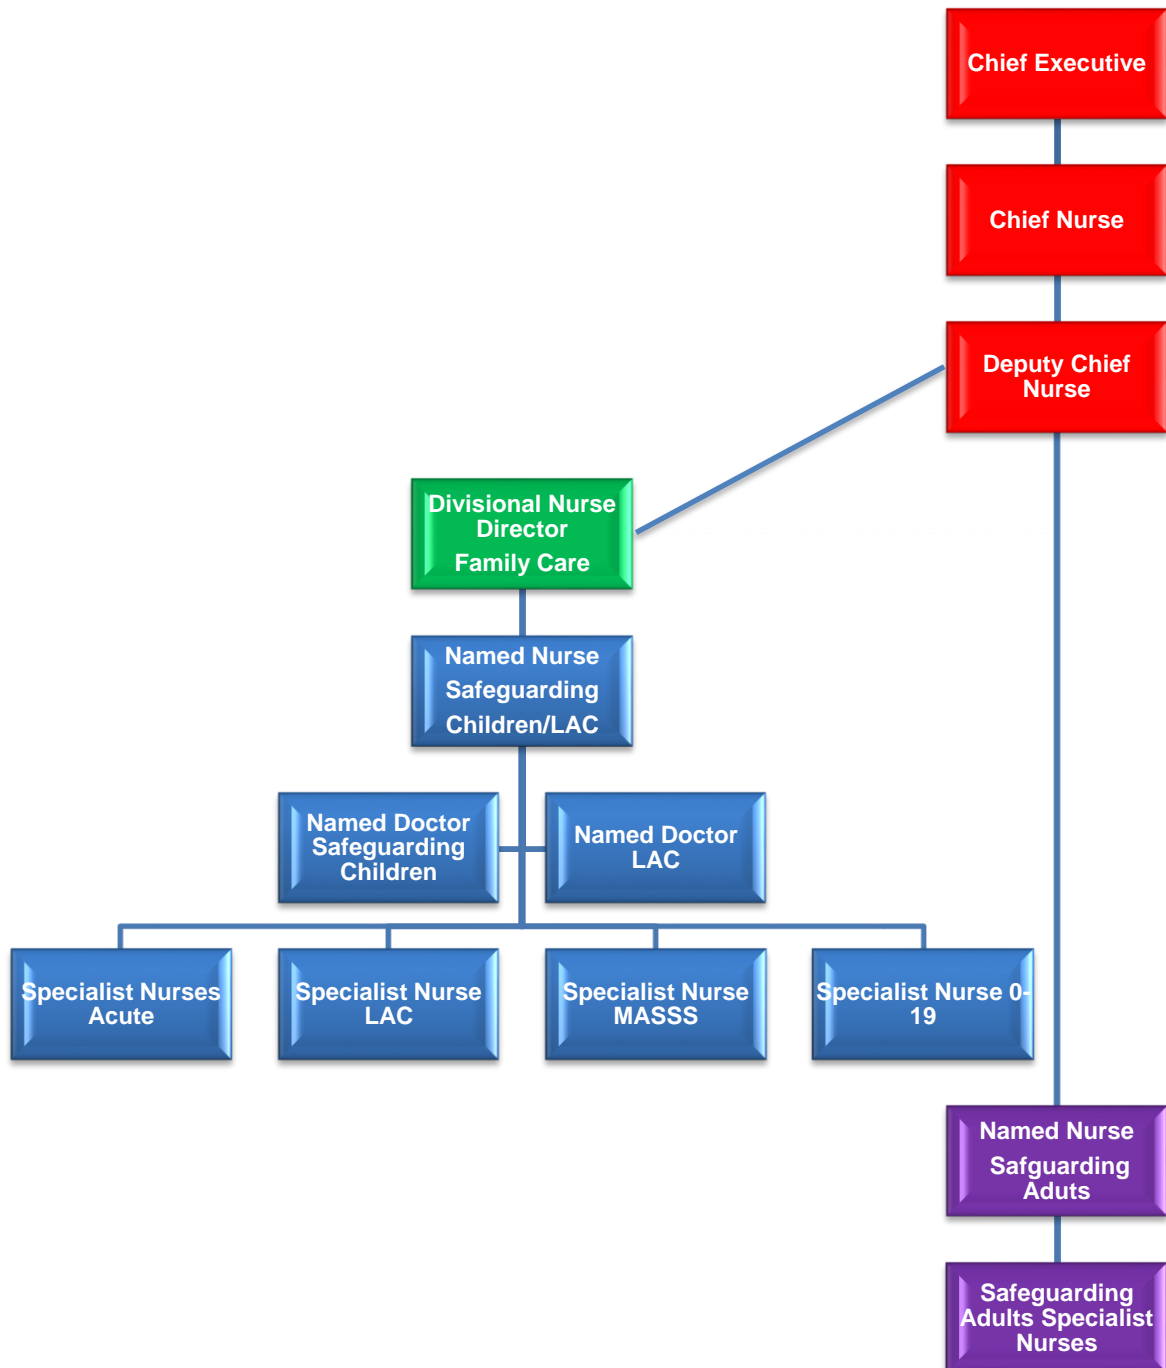 Chief Executive
Chief Nurse
Deputy Chief
Nurse
Divisional Nurse
Director
Family Care
Named Nurse
Safeguarding
Children/LAC
Named Doctor
Safeguarding
Children
Named Doctor
LAC
Specialist Nurses
Acute
Specialist Nurse
LAC
Specialist Nurse
MASSS
Specialist Nurse 0-
19
Named Nurse
Safguarding
Aduts
Safeguarding
Adults Specialist
Nurses